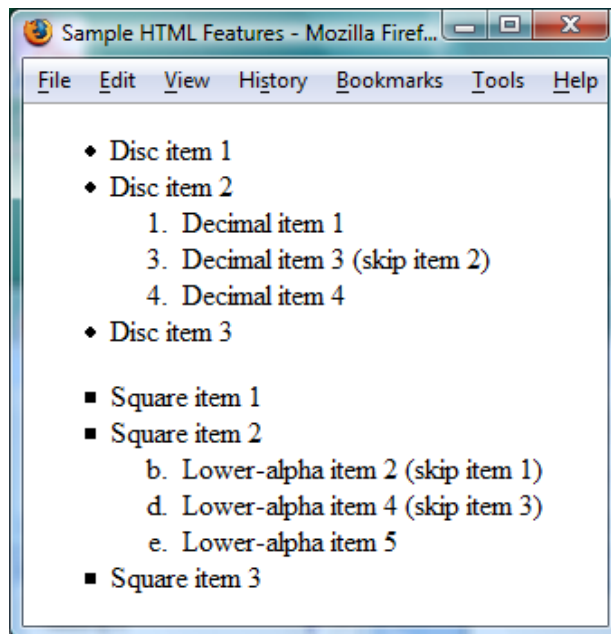 Sample HTML Features - Mozilla Firef...
File Edit View History Bookmarks Tools Help
• Disc item 1
• Disc item 2
1. Decimal item 1
3. Decimal item 3 (skip item 2)
4. Decimal item 4
• Disc item 3
▪ Square item 1
▪ Square item 2
b. Lower-alpha item 2 (skip item 1)
d. Lower-alpha item 4 (skip item 3)
e. Lower-alpha item 5
▪ Square item 3